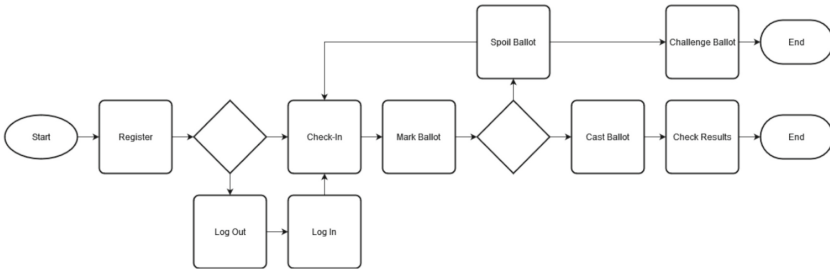 Spoil Ballot
Challenge Ballot
End
Start
Register
Check-In
Mark Ballot
Cast Ballot
Check Results
End
Log Out
Log In